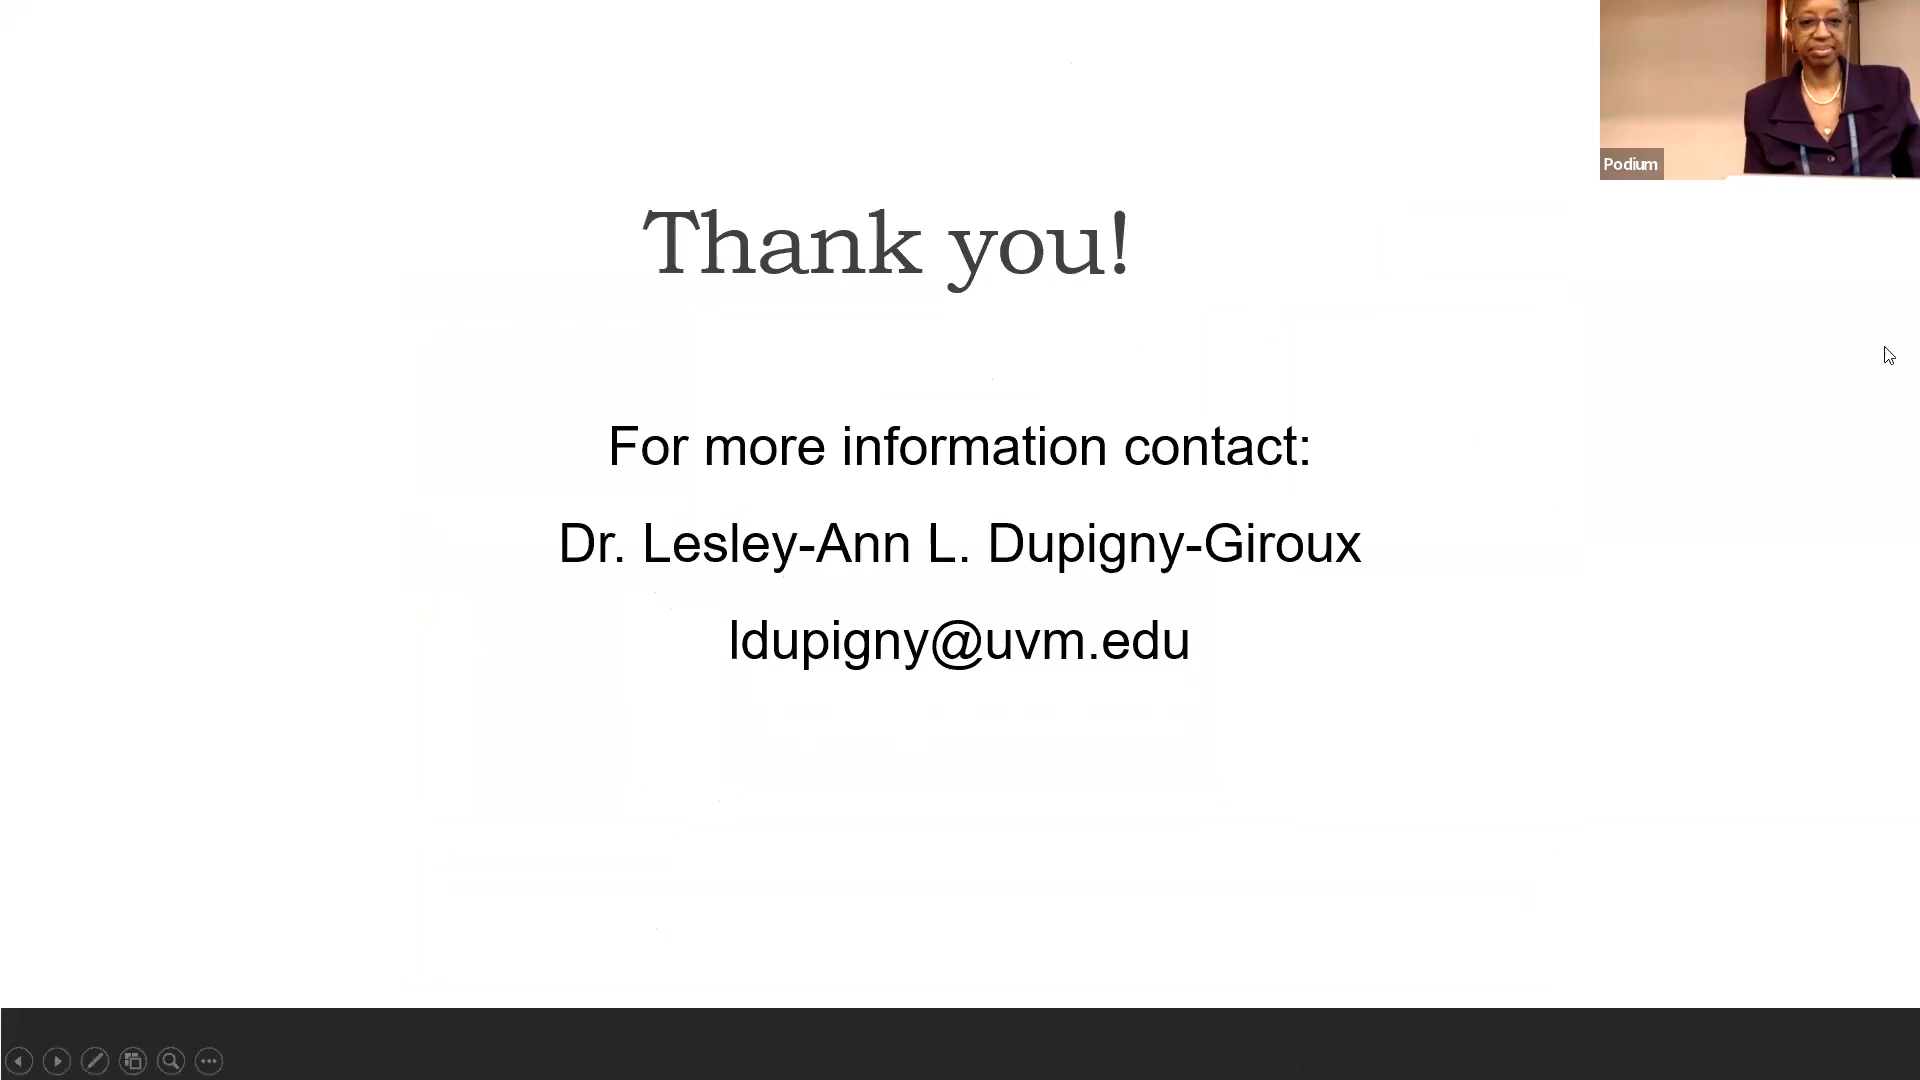 Podium
Thank you!
For more information contact:
Dr. Lesley-Ann L. Dupigny-Giroux
ldupigny@uvm.edu